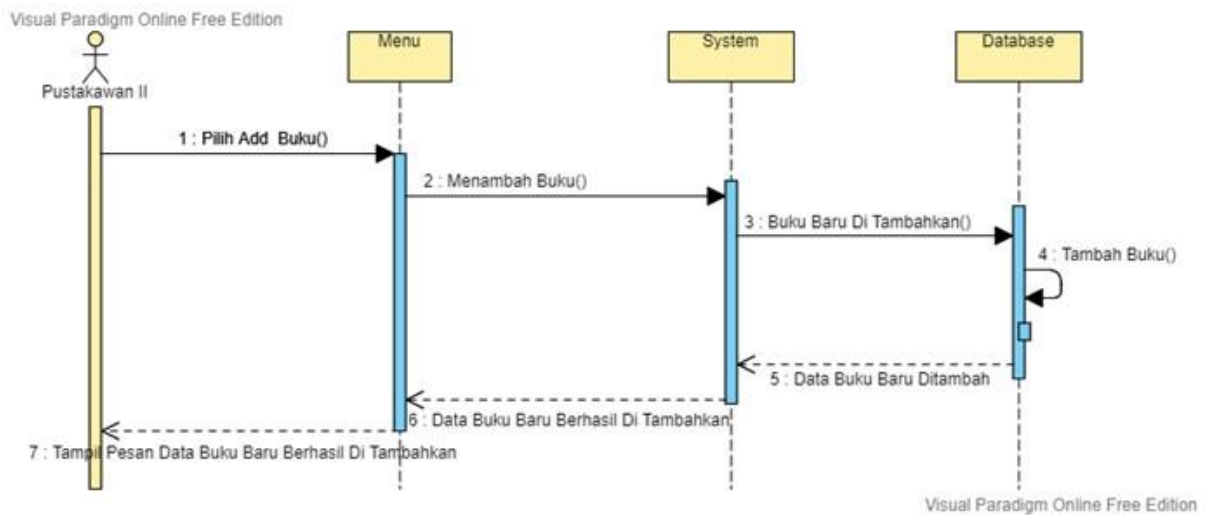 Visual Paradigm Online Free Edition
Menu
System
Database
Pustakawan II
1 : Pilih Add Buku()
2 : Menambah Buku()
3 : Buku Baru Di Tambahkan()
4 : Tambah Buku()
5 : Data Buku Baru Ditambah
6 : Data Buku Baru Berhasil Di Tambahkan
7 : Tampil Pesan Data Buku Baru Berhasil Di Tambahkan
Visual Paradigm Online Free Edition